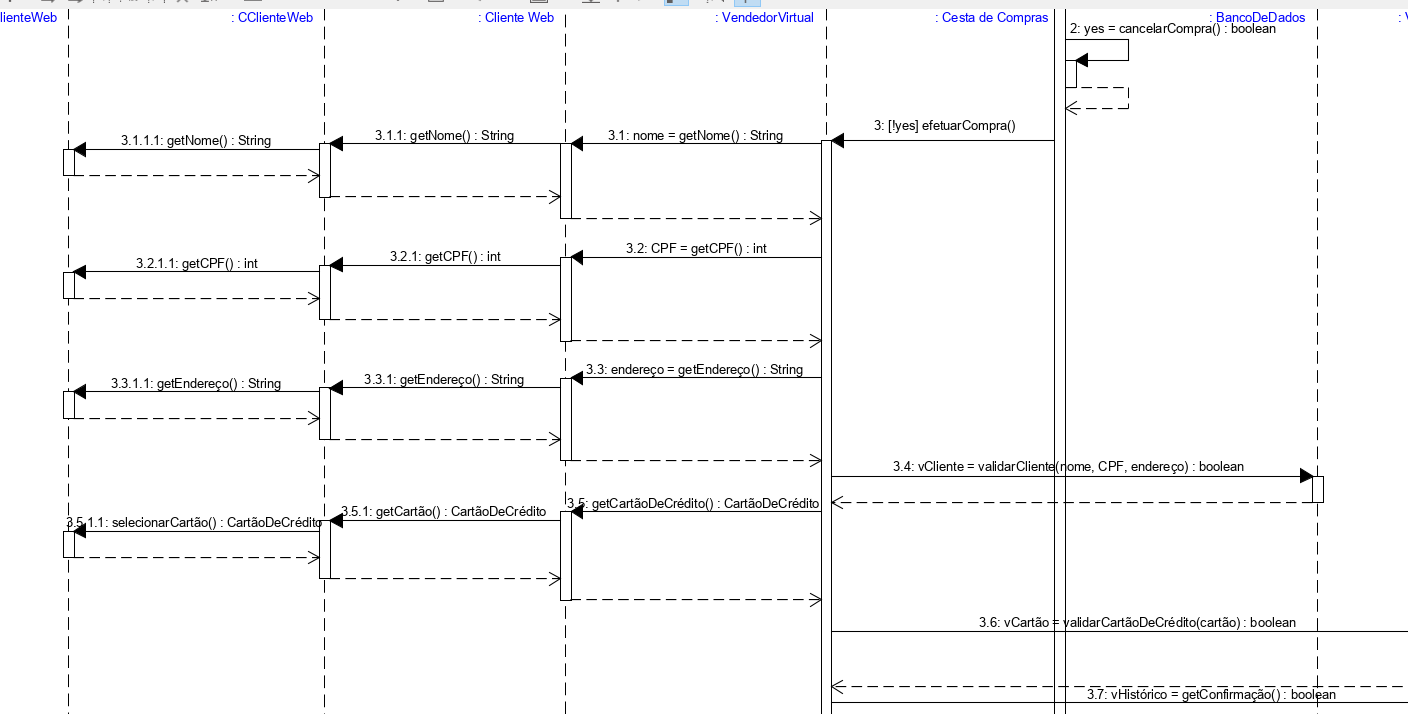 lienteWeb
: CClienteWeb
: Cliente Web
: VendedorVirtual
: Cesta de Compras
: BancoDeDados
: V
2: yes = cancelarCompra() : boolean
3: [!yes] efetuarCompra()
3.1: nome = getNome() : String
3.1.1: getNome() : String
3.1.1.1: getNome() : String
3.2: CPF = getCPF() : int
3.2.1: getCPF() : int
3.2.1.1: getCPF() : int
3.3: endereço = getEndereço() : String
3.3.1: getEndereço() : String
3.3.1.1: getEndereço() : String
3.4: vCliente = validarCliente(nome, CPF, endereço) : boolean
3.5: getCartãoDeCrédito() : CartãoDeCrédito
3.5.1: getCartão() : CartãoDeCrédito
3.5.1.1: selecionarCartão() : CartãoDeCrédito
3.6: vCartão = validarCartãoDeCrédito(cartão) : boolean
3.7: vHistórico = getConfirmação() : boolean